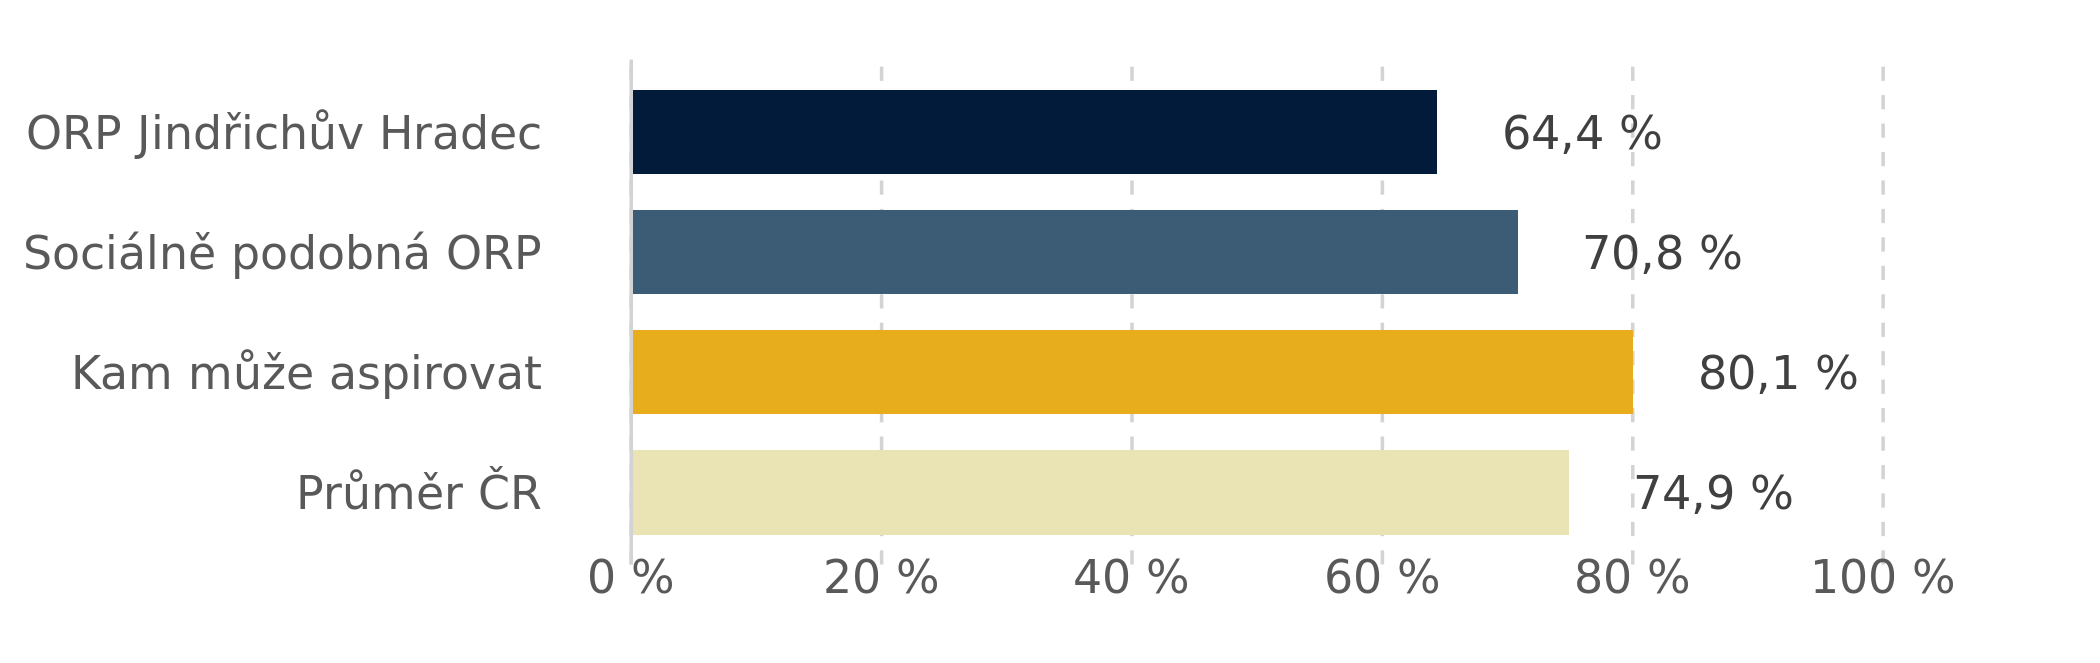 ORP Jindřichův Hradec 64,4 %
Sociálně podobná ORP 70,8 %
Kam může aspirovat 80,1 %
Průměr ČR 74,9 %
0 % 20 % 40 % 60 % 80 % 100 %